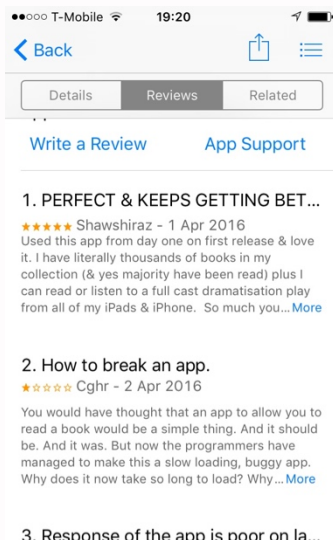 T-Mobile 19:20
Back
Details Reviews Related
Write a Review App Support
1. PERFECT & KEEPS GETTING BET...
Shawshiraz - 1 Apr 2016
Used this app from day one on first release & love
it. I have literally thousands of books in my
collection (& yes majority have been read) plus I
can read or listen to a full cast dramatisation play
from all of my iPads & iPhone. So much you... More
2. How to break an app.
Cghr - 2 Apr 2016
You would have thought that an app to allow you to
read a book would be a simple thing. And it should
be. And it was. But now the programmers have
managed to make this a slow loading, buggy app.
Why does it now take so long to load? Why... More
3. Response of the app is poor on la...